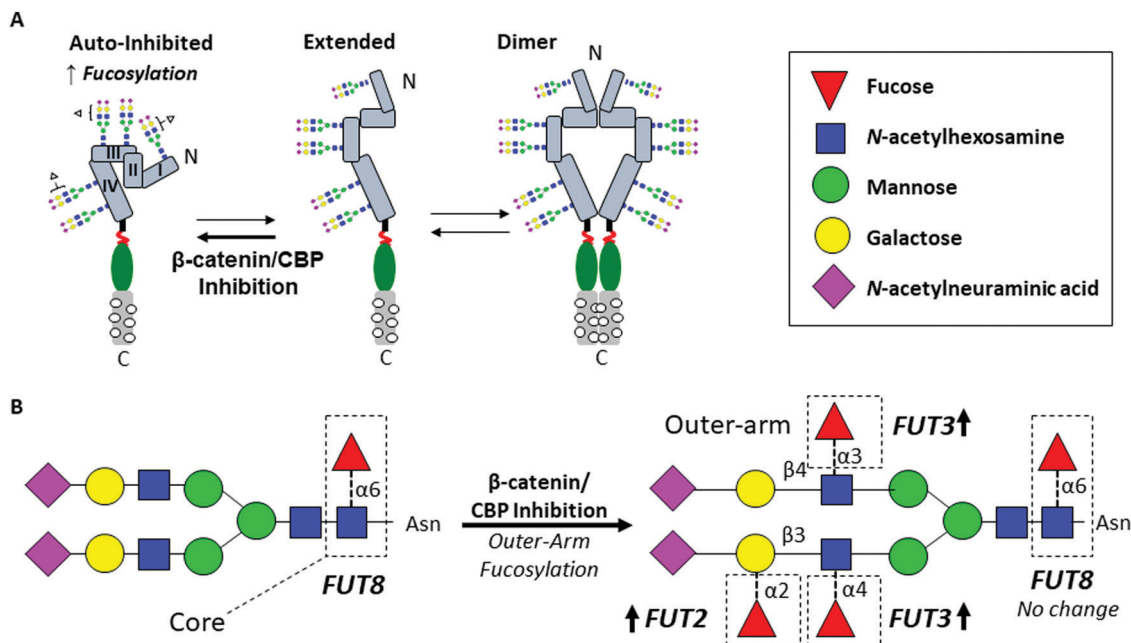 A
Auto-Inhibited
↑ Fucosylation
Extended
Dimer
N
N
N
III
II
I
IV
β-catenin/CBP
Inhibition
C
C
C
Fucose
N-acetylhexosamine
Mannose
Galactose
N-acetylneuraminic acid
B
Outer-arm
FUT3↑
α3
α6
β4
β-catenin/
CBP Inhibition
α6
Asn
Asn
Outer-Arm
Fucosylation
β3
FUT8
α2
α4
FUT8
Core
↑FUT2
FUT3↑
No change